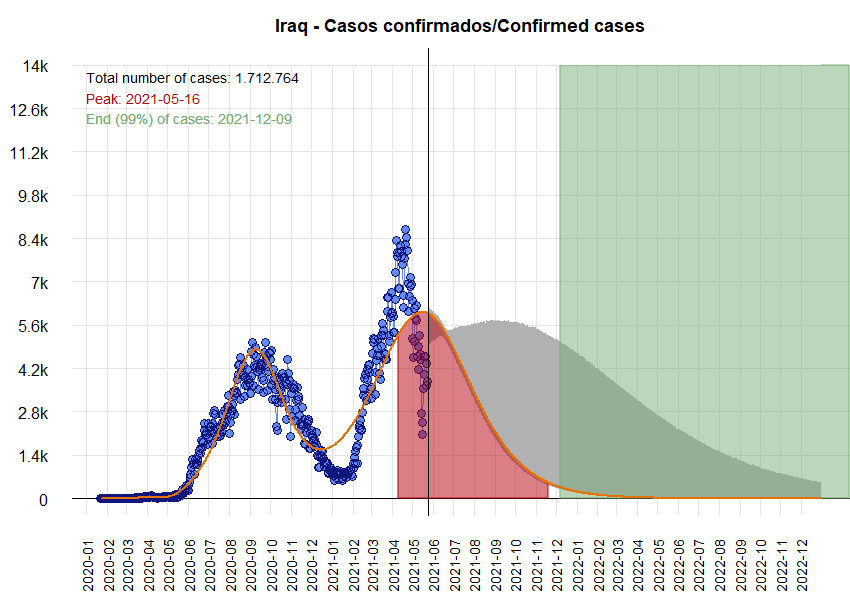 Iraq - Casos confirmados/Confirmed cases
14k
12.6k
11.2k
9.8k
8.4k
7k
5.6k
4.2k
2.8k
1.4k
0
Total number of cases: 1.712.764
Peak: 2021-05-16
End (99%) of cases: 2021-12-09
2020-01
2020-02
2020-03
2020-04
2020-05
2020-06
2020-07
2020-08
2020-09
2020-10
2020-11
2020-12
2021-01
2021-02
2021-03
2021-04
2021-05
2021-06
2021-07
2021-08
2021-09
2021-10
2021-11
2021-12
2022-01
2022-02
2022-03
2022-04
2022-05
2022-06
2022-07
2022-08
2022-09
2022-10
2022-11
2022-12